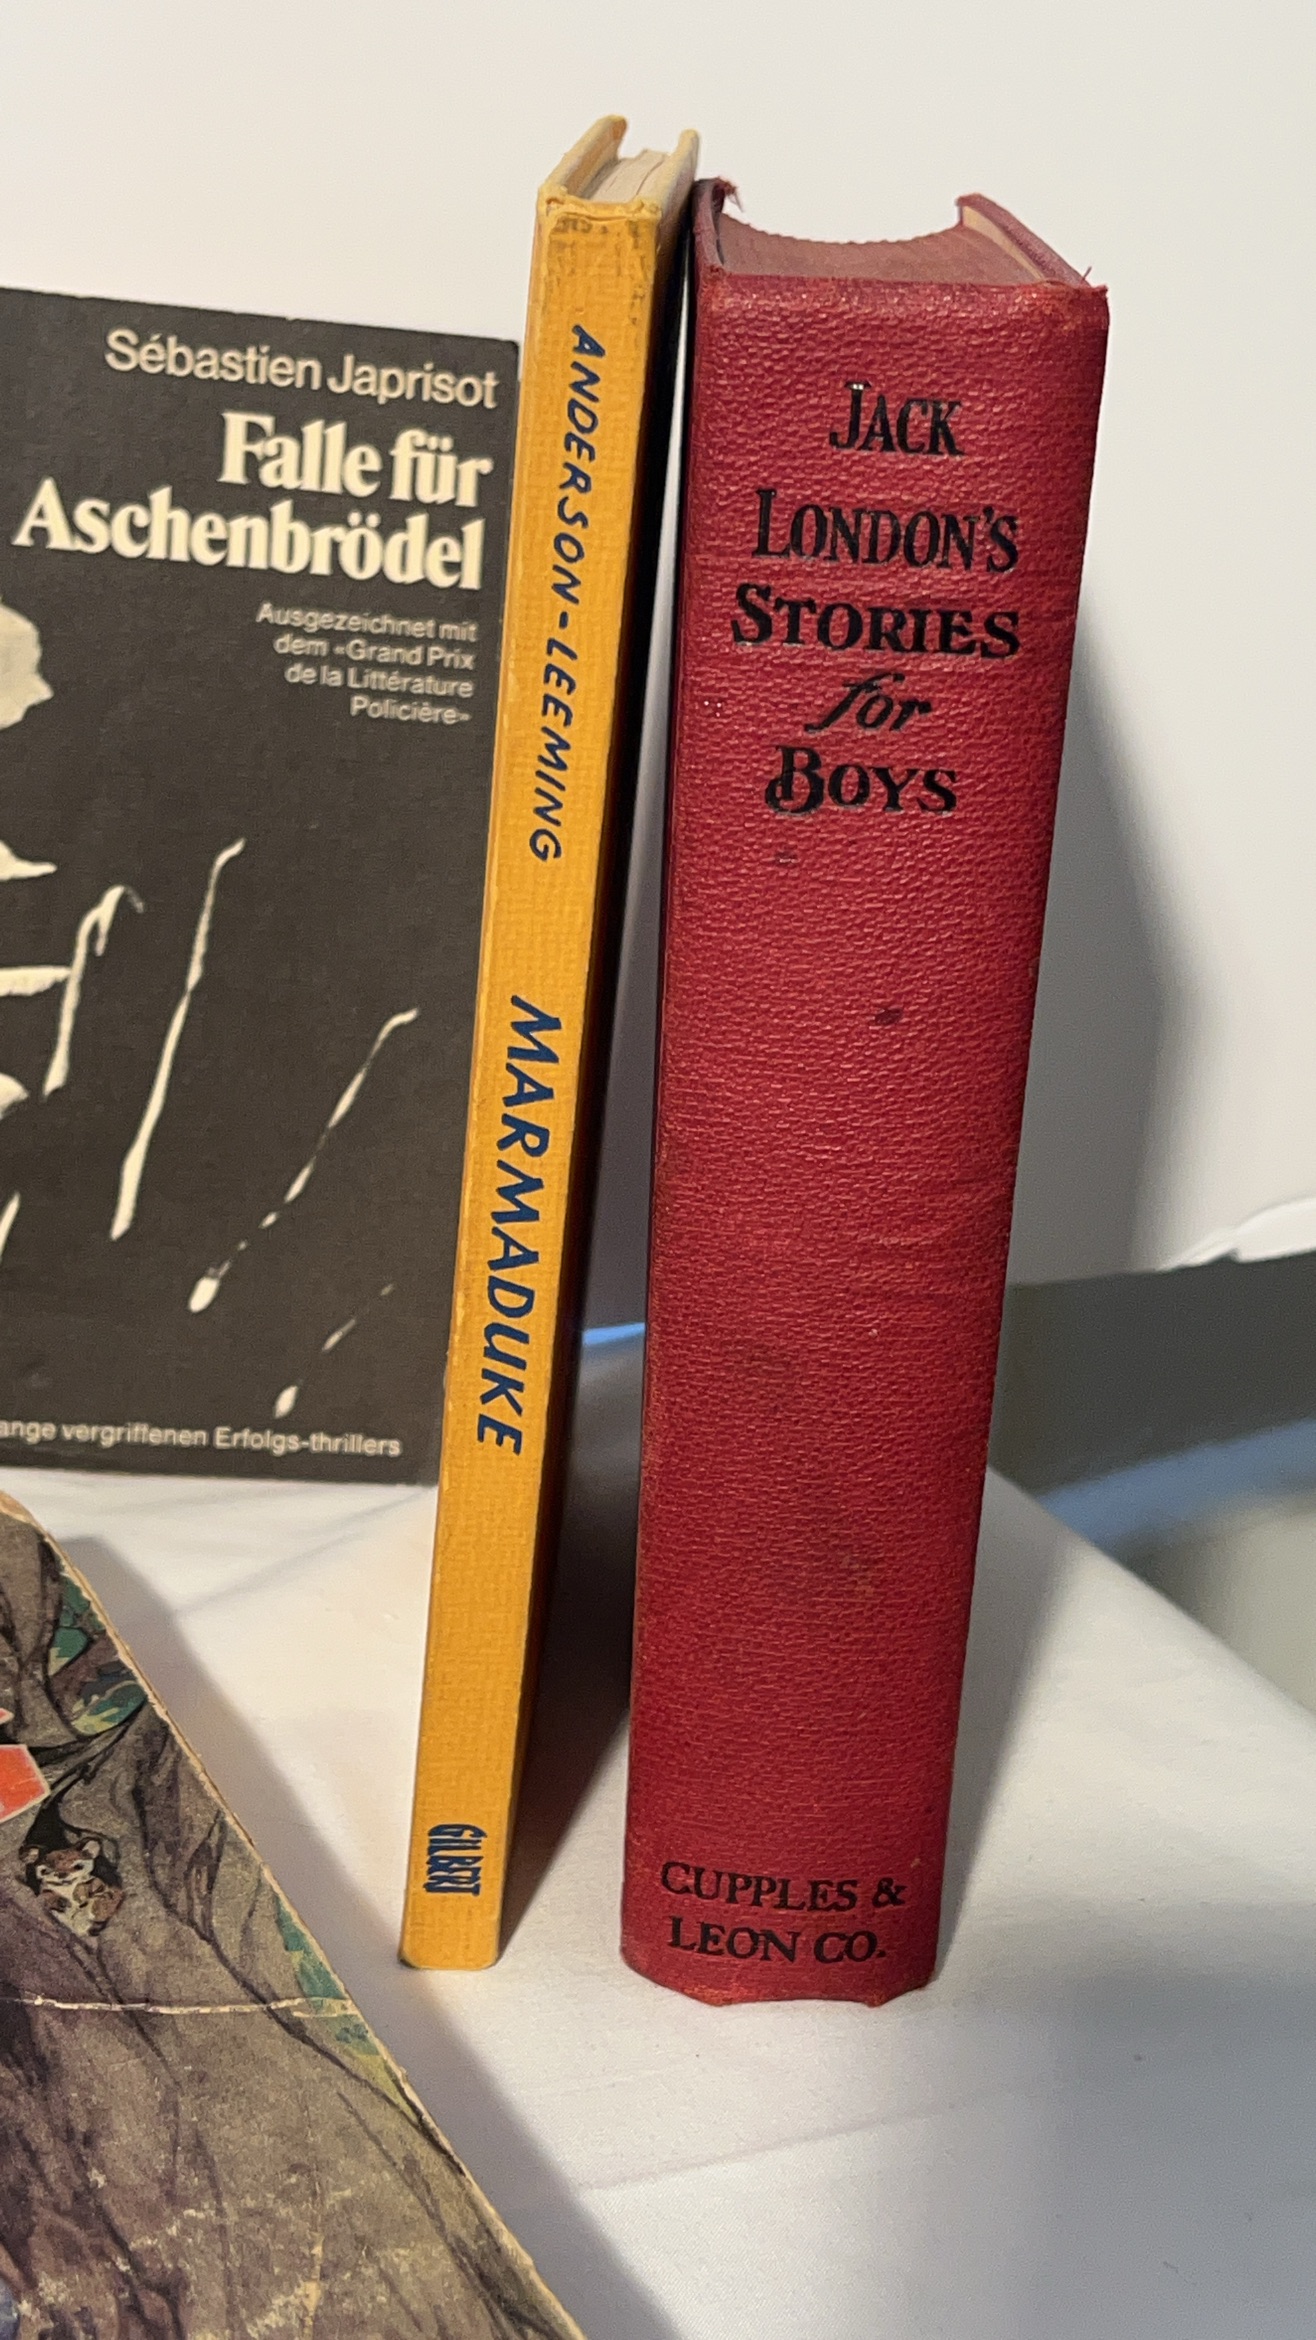 Sébastien Japrisot
Falle für
Aschenbrödel
Ausgezeichnet mit
dem «Grand Prix
de la Littérature
Policière»
vergriffenen Erfolgs-thrillers
ANDERSON-LEEMING
MARMADUKE
GILBERT
JACK
LONDON'S
STORIES
for
BOYS
CUPPLES &
LEON CO.